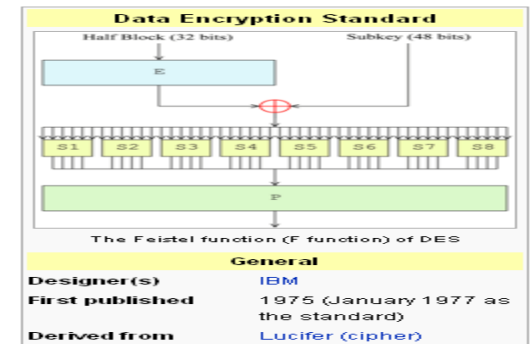 Data Encryption Standard
Half Block (32 bits) Subkey (48 bits)
E
S1 S2 S3 S4 S5 S6 S7 S8
P
The Feistel function (F function) of DES
General
Designer(s) IBM
First published 1975 (January 1977 as
the standard)
Derived from Lucifer (cipher)